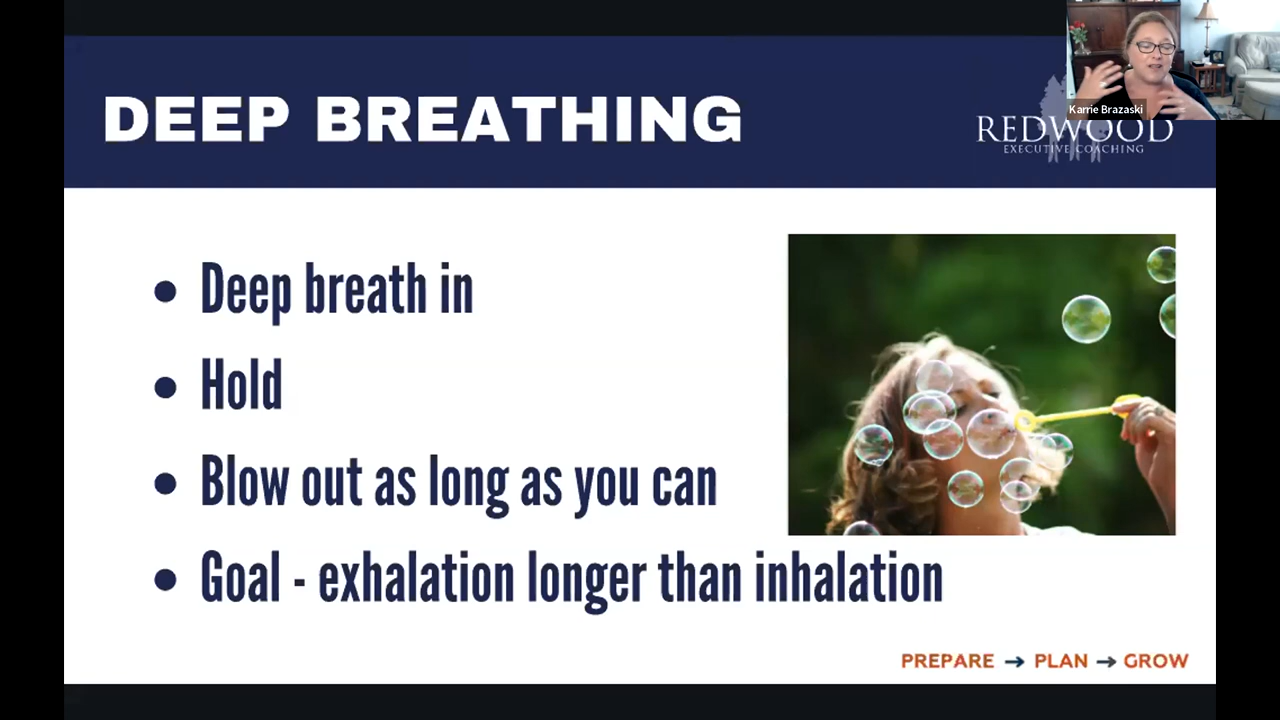 DEEP BREATHING
Karrie Brazaski
REDWOOD
EXECUTIVE COACHING
Deep breath in
Hold
Blow out as long as you can
Goal - exhalation longer than inhalation
PREPARE → PLAN → GROW